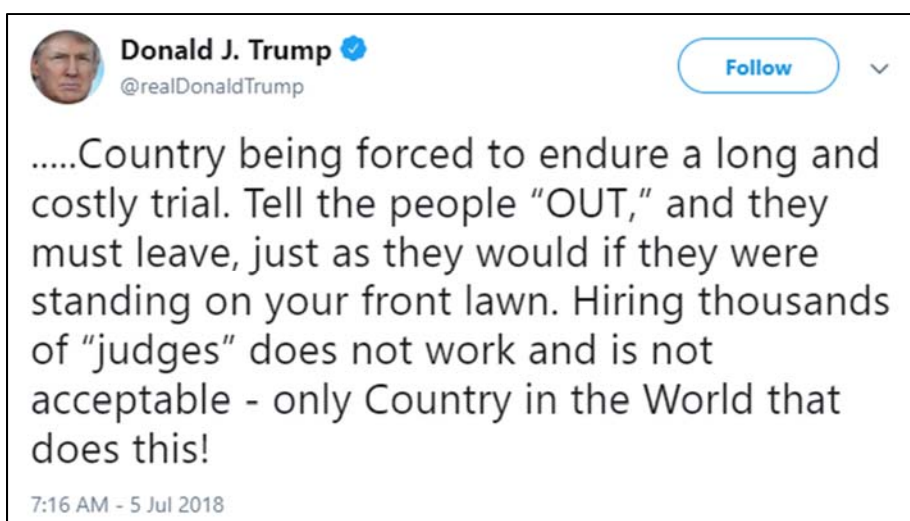 Donald J. Trump
@realDonaldTrump
Follow
.....Country being forced to endure a long and
costly trial. Tell the people “OUT,” and they
must leave, just as they would if they were
standing on your front lawn. Hiring thousands
of “judges” does not work and is not
acceptable - only Country in the World that
does this!
7:16 AM - 5 Jul 2018